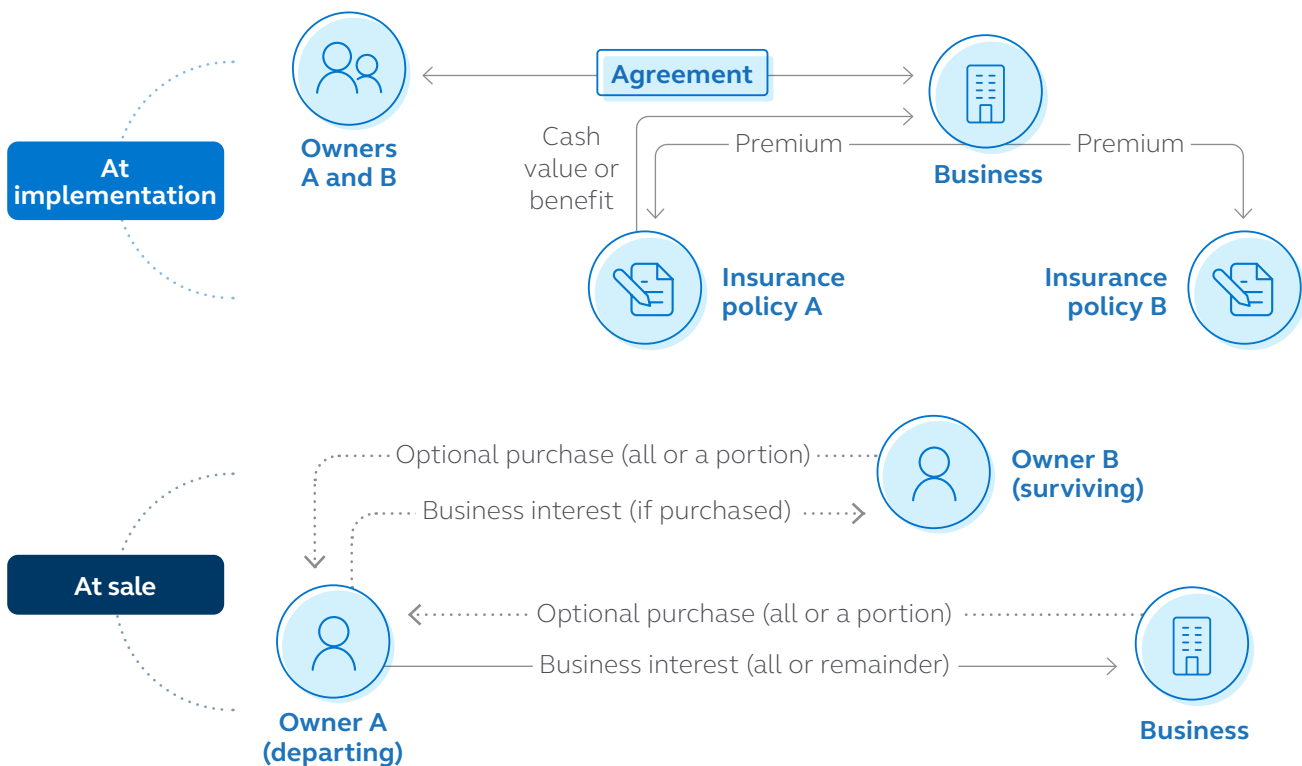 At
implementation
Owners
A and B
Agreement
Cash
value or
benefit
Premium
Premium
Business
Insurance
policy A
Insurance
policy B
At sale
Optional purchase (all or a portion)
Business interest (if purchased)
Owner B
(surviving)
Optional purchase (all or a portion)
Business interest (all or remainder)
Owner A
(departing)
Business